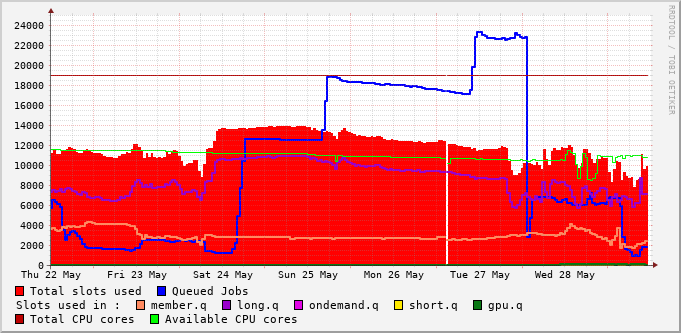 24000
22000
20000
18000
16000
14000
12000
10000
8000
6000
4000
2000
0
Thu 22 May Fri 23 May Sat 24 May Sun 25 May Mon 26 May Tue 27 May Wed 28 May
Total slots used Queued Jobs
Slots used in : member.q long.q ondemand.q short.q gpu.q
Total CPU cores Available CPU cores
RRDTOOL / TOBI OETIKER